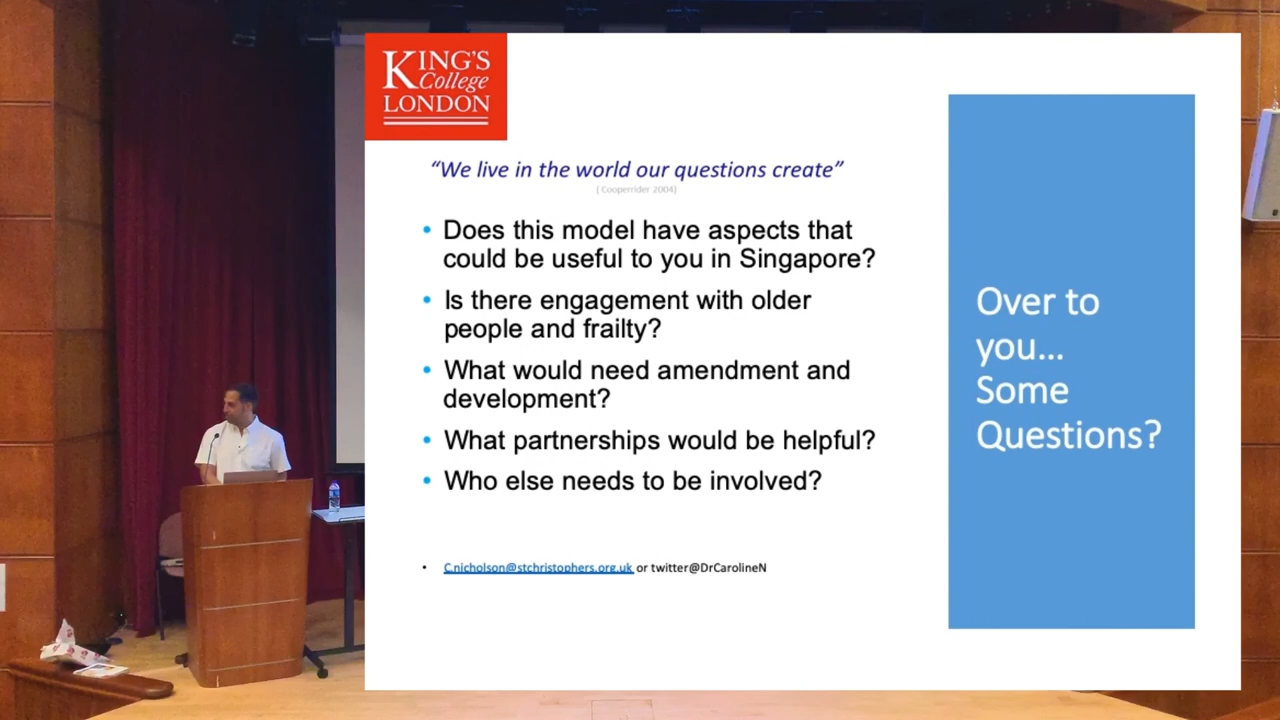 KING'S
College
LONDON
“We live in the world our questions create”
( Cooperrider 2004)
• Does this model have aspects that
could be useful to you in Singapore?
• Is there engagement with older
people and frailty?
• What would need amendment and
development?
• What partnerships would be helpful?
• Who else needs to be involved?
• C.nicholson@stchristophers.org.uk or twitter@DrCarolineN
Over to
you...
Some
Questions?